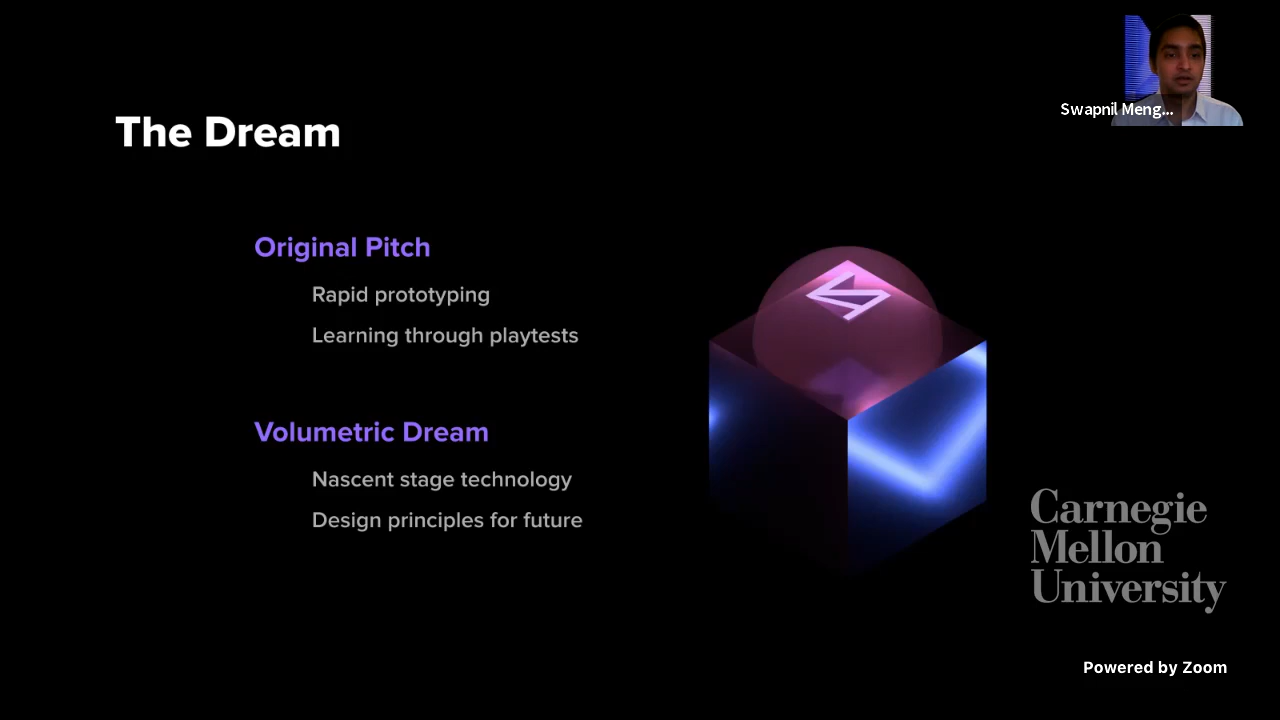 Swapnil Meng...
The Dream
Original Pitch
Rapid prototyping
Learning through playtests
Volumetric Dream
Nascent stage technology
Design principles for future
Carnegie
Mellon
University
Powered by Zoom